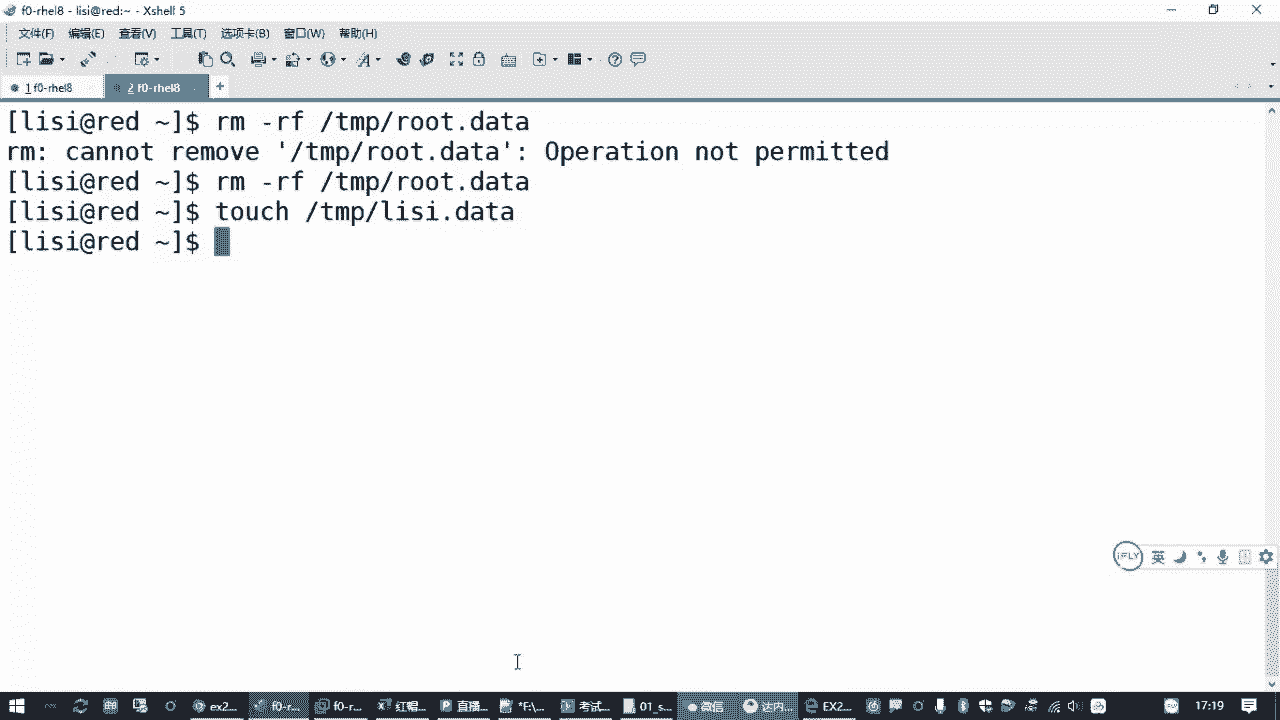 f0-rhel8 - lisi@red:~ - Xshell 5
文件(F) 编辑(E) 查看(V) 工具(T) 选项卡(B) 窗口(W) 帮助(H)
1 f0-rhel8
2 f0-rhel8
+
[lisi@red ~]$ rm -rf /tmp/root.data
rm: cannot remove '/tmp/root.data': Operation not permitted
[lisi@red ~]$ rm -rf /tmp/root.data
[lisi@red ~]$ touch /tmp/lisi.data
[lisi@red ~]$
iFLY 英
ex2... f0-r... f0-r... 红帽... 直播... *F:\... 考试... 01_s... 微信 达内... EX2... 17:19